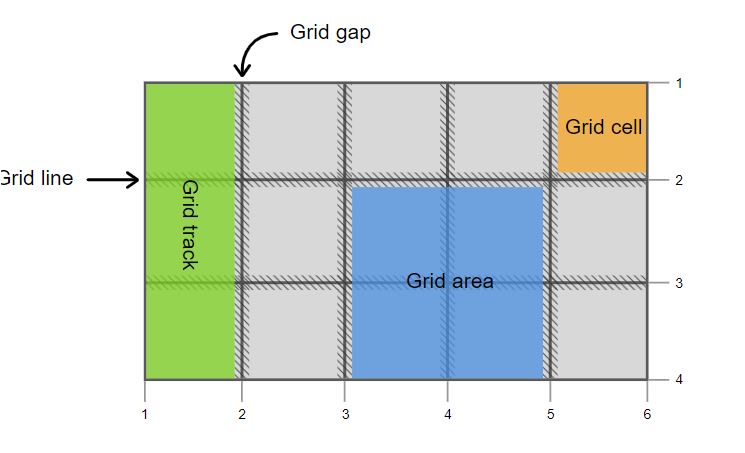 Grid gap
1
Grid cell
Grid line
2
Grid track
Grid area
3
4
1 2 3 4 5 6